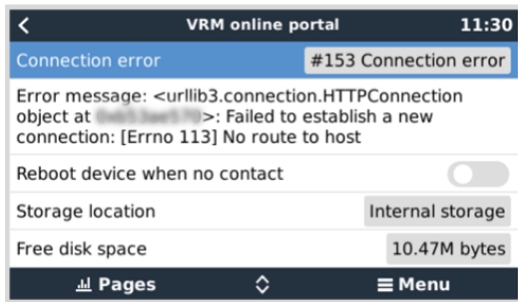 VRM online portal 11:30
Connection error #153 Connection error
Error message: <urllib3.connection.HTTPConnection
object at >: Failed to establish a new
connection: [Errno 113] No route to host
Reboot device when no contact
Storage location Internal storage
Free disk space 10.47M bytes
Pages Menu